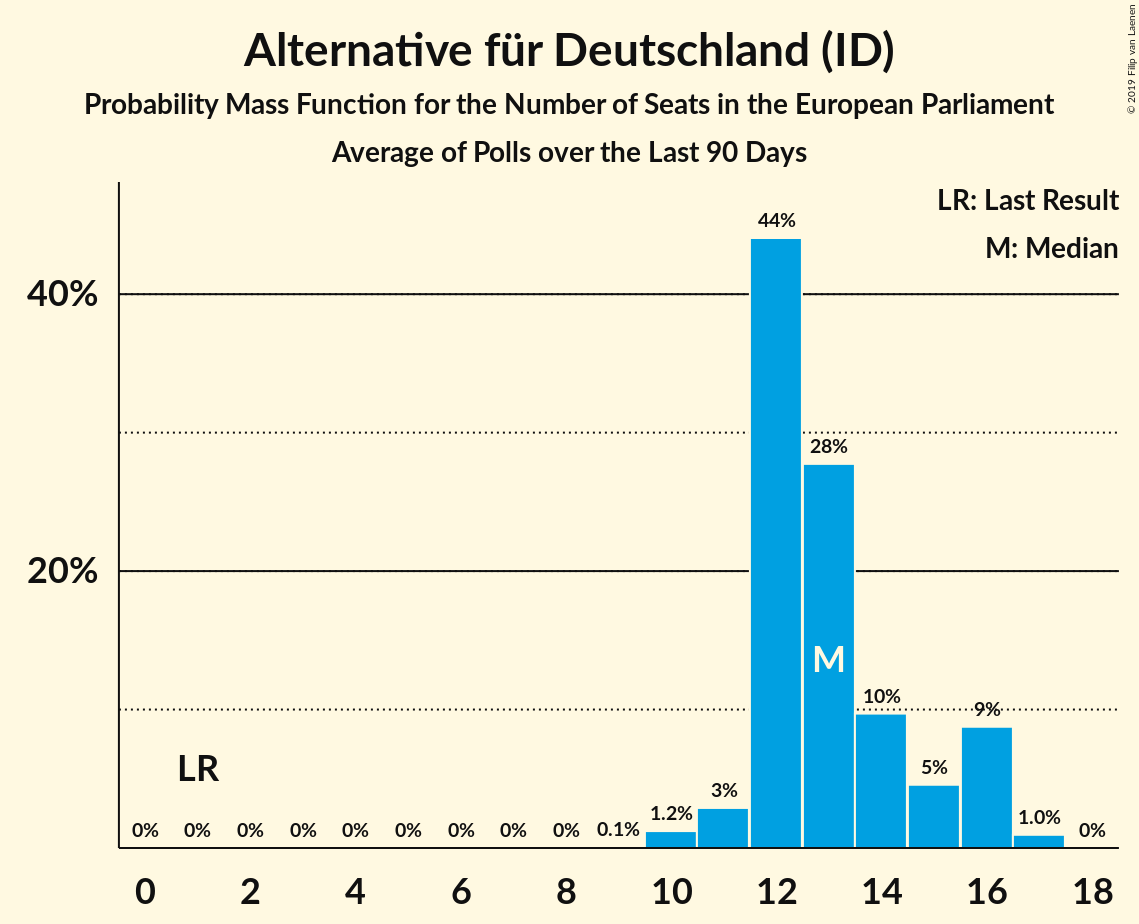 Alternative für Deutschland (ID)
Probability Mass Function for the Number of Seats in the European Parliament
Average of Polls over the Last 90 Days
© 2019 Filip van Laenen
LR: Last Result
M: Median
44%
40%
28%
20%
M
10%
9%
LR
5%
3%
1.2%
1.0%
0% 0% 0% 0% 0% 0% 0% 0% 0% 0.1% 0%
0 2 4 6 8 10 12 14 16 18